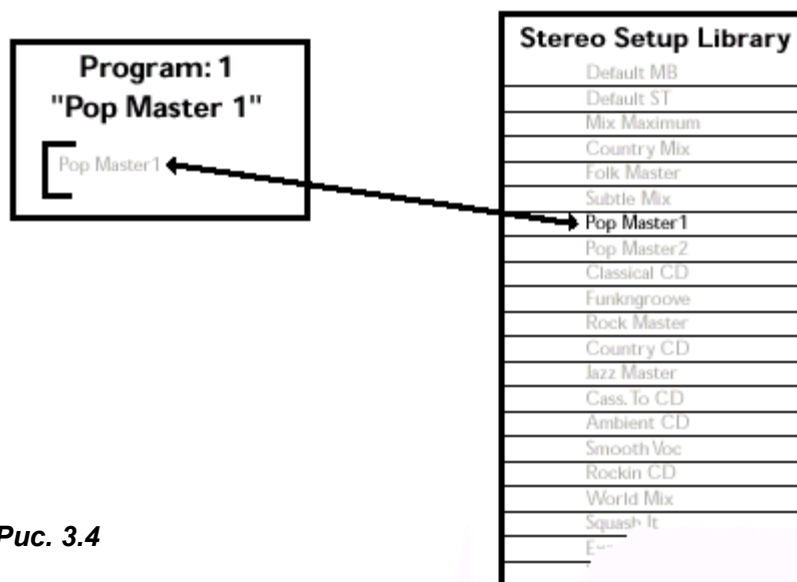 Program: 1
"Pop Master 1"
Pop Master1
Stereo Setup Library
Default MB
Default ST
Mix Maximum
Country Mix
Folk Master
Subtle Mix
Pop Master1
Pop Master2
Classical CD
Funkngroove
Rock Master
Country CD
Jazz Master
Cass. To CD
Ambient CD
Smooth Voc
Rockin CD
World Mix
Squash It
Рис. 3.4